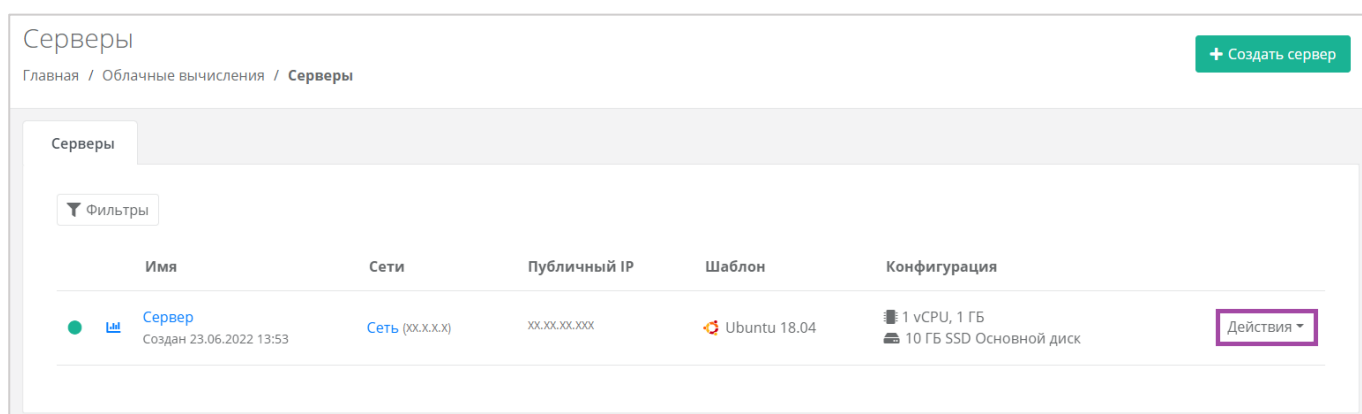 Серверы
+ Создать сервер
Главная / Облачные вычисления / Серверы
Серверы
Фильтры
Имя Сети Публичный IP Шаблон Конфигурация
Сервер Сеть (XX.X.X.X) XX.XX.XX.XXX Ubuntu 18.04 1 vCPU, 1 ГБ Действия
Создан 23.06.2022 13:53 10 ГБ SSD Основной диск